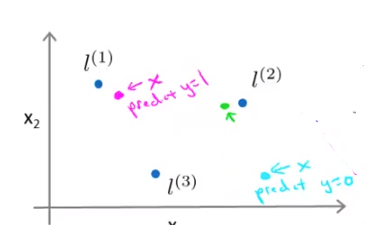 l(1)
← x
predict y=1
l(2)
x2
l(3)
← x
predict y=0